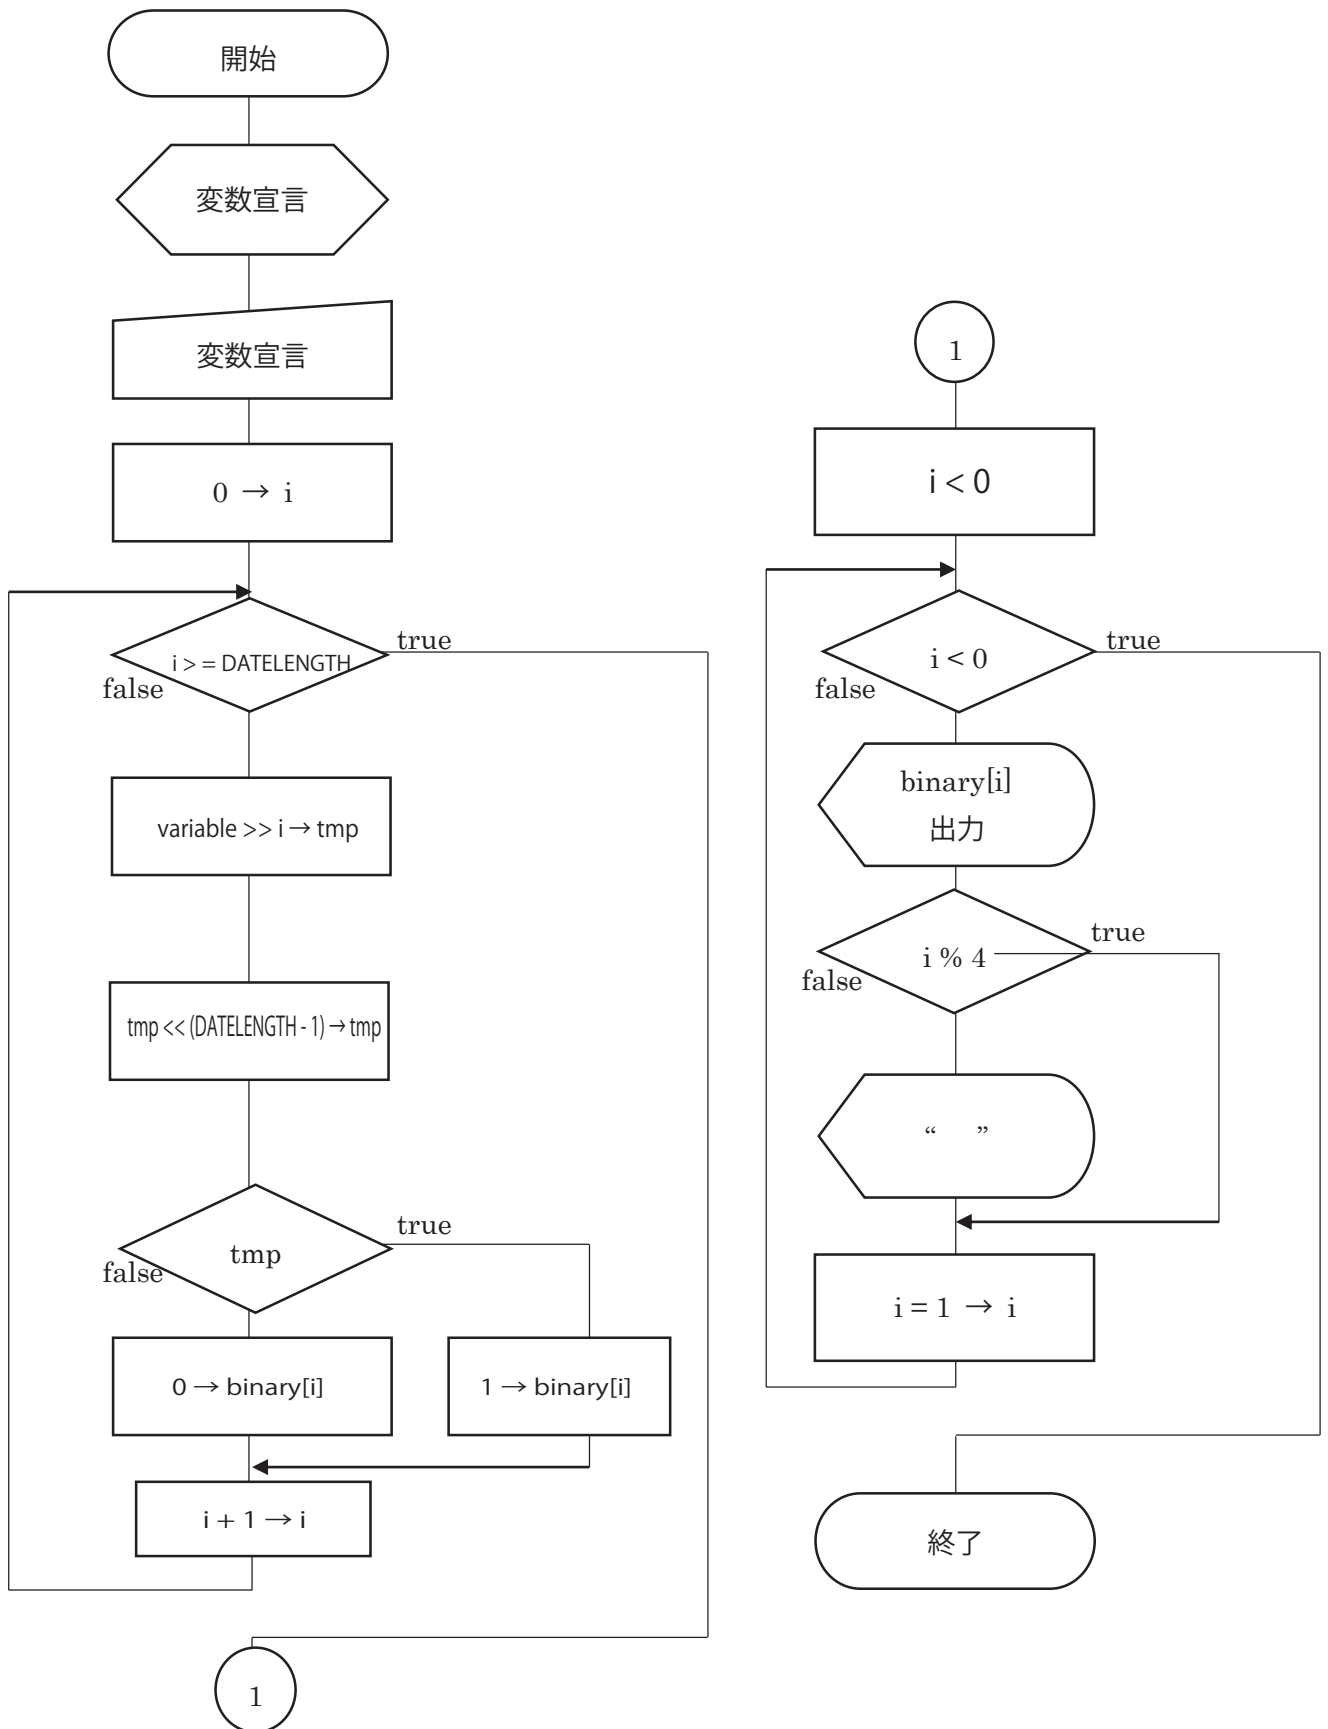 開始
変数宣言
変数宣言
0 → i
i > = DATELENGTH
true
false
variable >> i → tmp
tmp << (DATELENGTH - 1) → tmp
tmp
true
false
0 → binary[i]
1 → binary[i]
i + 1 → i
1
1
i < 0
i < 0
true
false
binary[i]
出力
i % 4
true
false
“ ”
i = 1 → i
終了